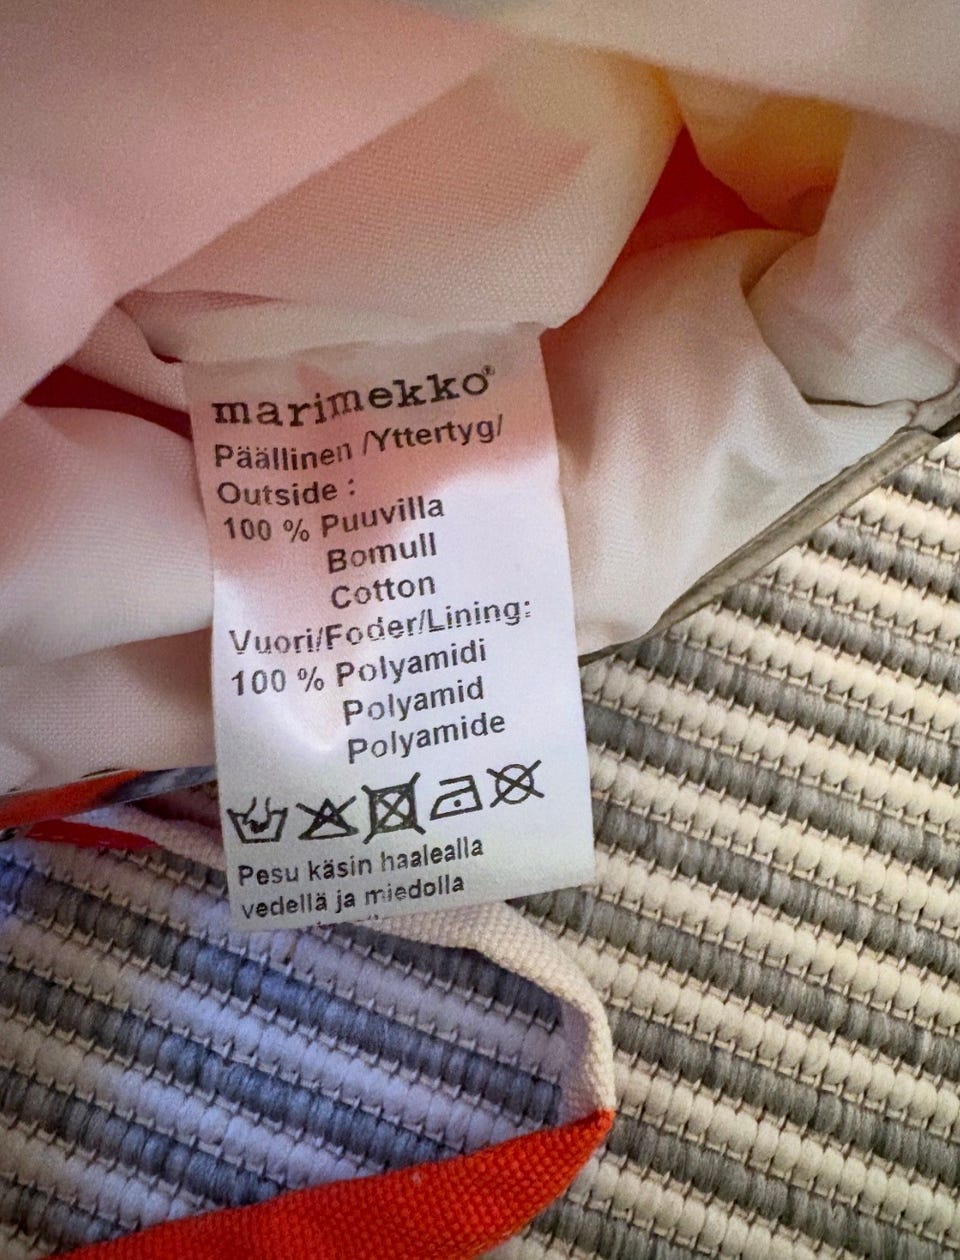 marimekko®
Päällinen /Yttertyg/
Outside :
100 % Puuvilla
Bomull
Cotton
Vuori/Foder/Lining:
100 % Polyamidi
Polyamid
Polyamide
Pesu käsin haalealla
vedellä ja miedolla